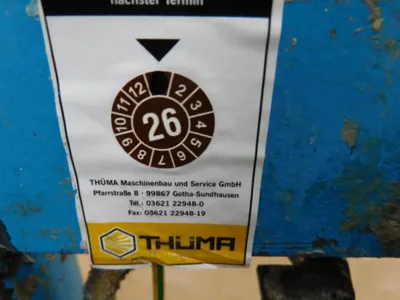 nächster Termin
12 2
11 3
10 26 4
9 5
8 7 6
THÜMA Maschinenbau und Service GmbH
Pfarrstraße 8 · 99867 Gotha-Sundhausen
Tel.: 03621 22948-0
Fax: 03621 22948-19
THÜMA